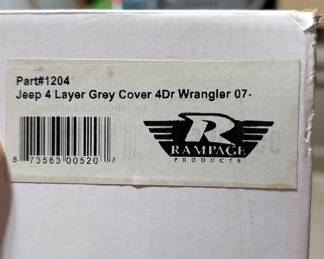 Part#1204
Jeep 4 Layer Grey Cover 4Dr Wrangler 07-
R
RAMPAGE
PRODUCTS
8 73563 00520 7